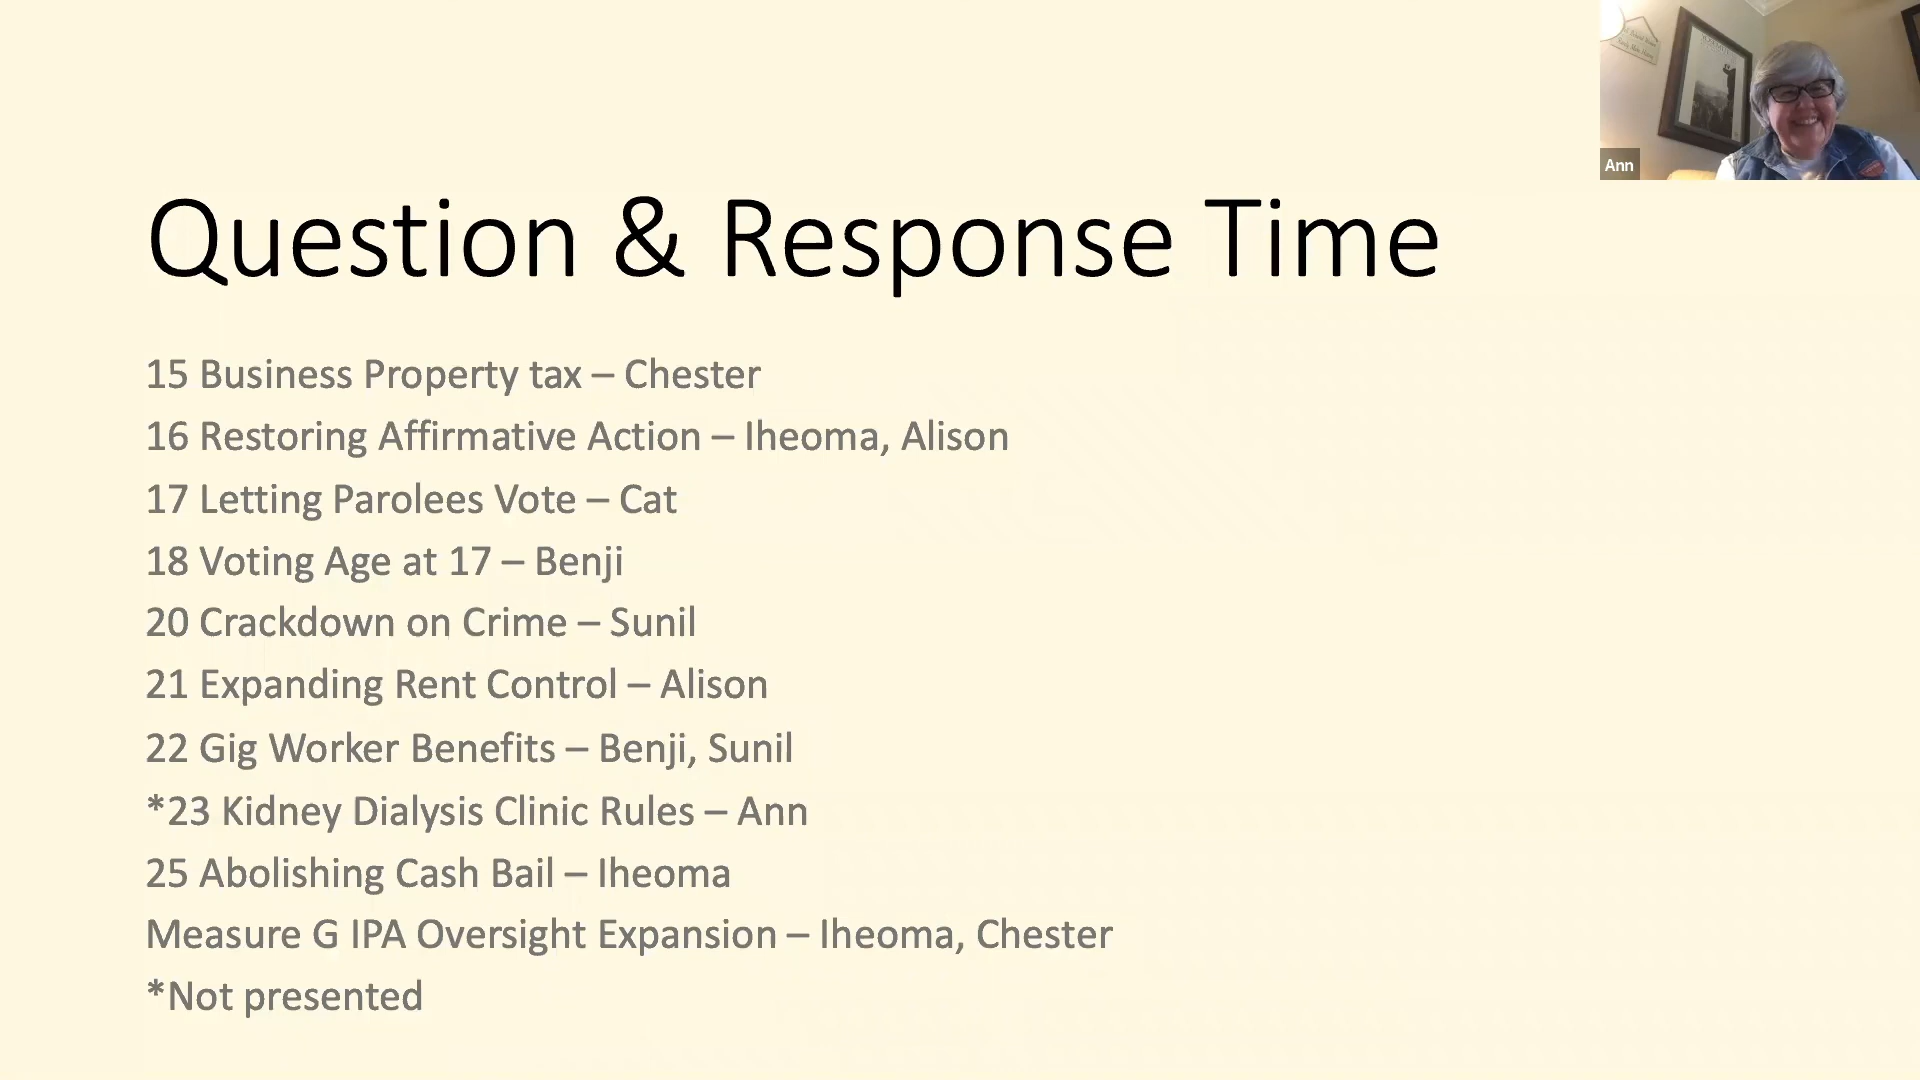 Question & Response Time
15 Business Property tax – Chester
16 Restoring Affirmative Action – Iheoma, Alison
17 Letting Parolees Vote – Cat
18 Voting Age at 17 – Benji
20 Crackdown on Crime – Sunil
21 Expanding Rent Control – Alison
22 Gig Worker Benefits – Benji, Sunil
*23 Kidney Dialysis Clinic Rules – Ann
25 Abolishing Cash Bail – Iheoma
Measure G IPA Oversight Expansion – Iheoma, Chester
*Not presented
Ann